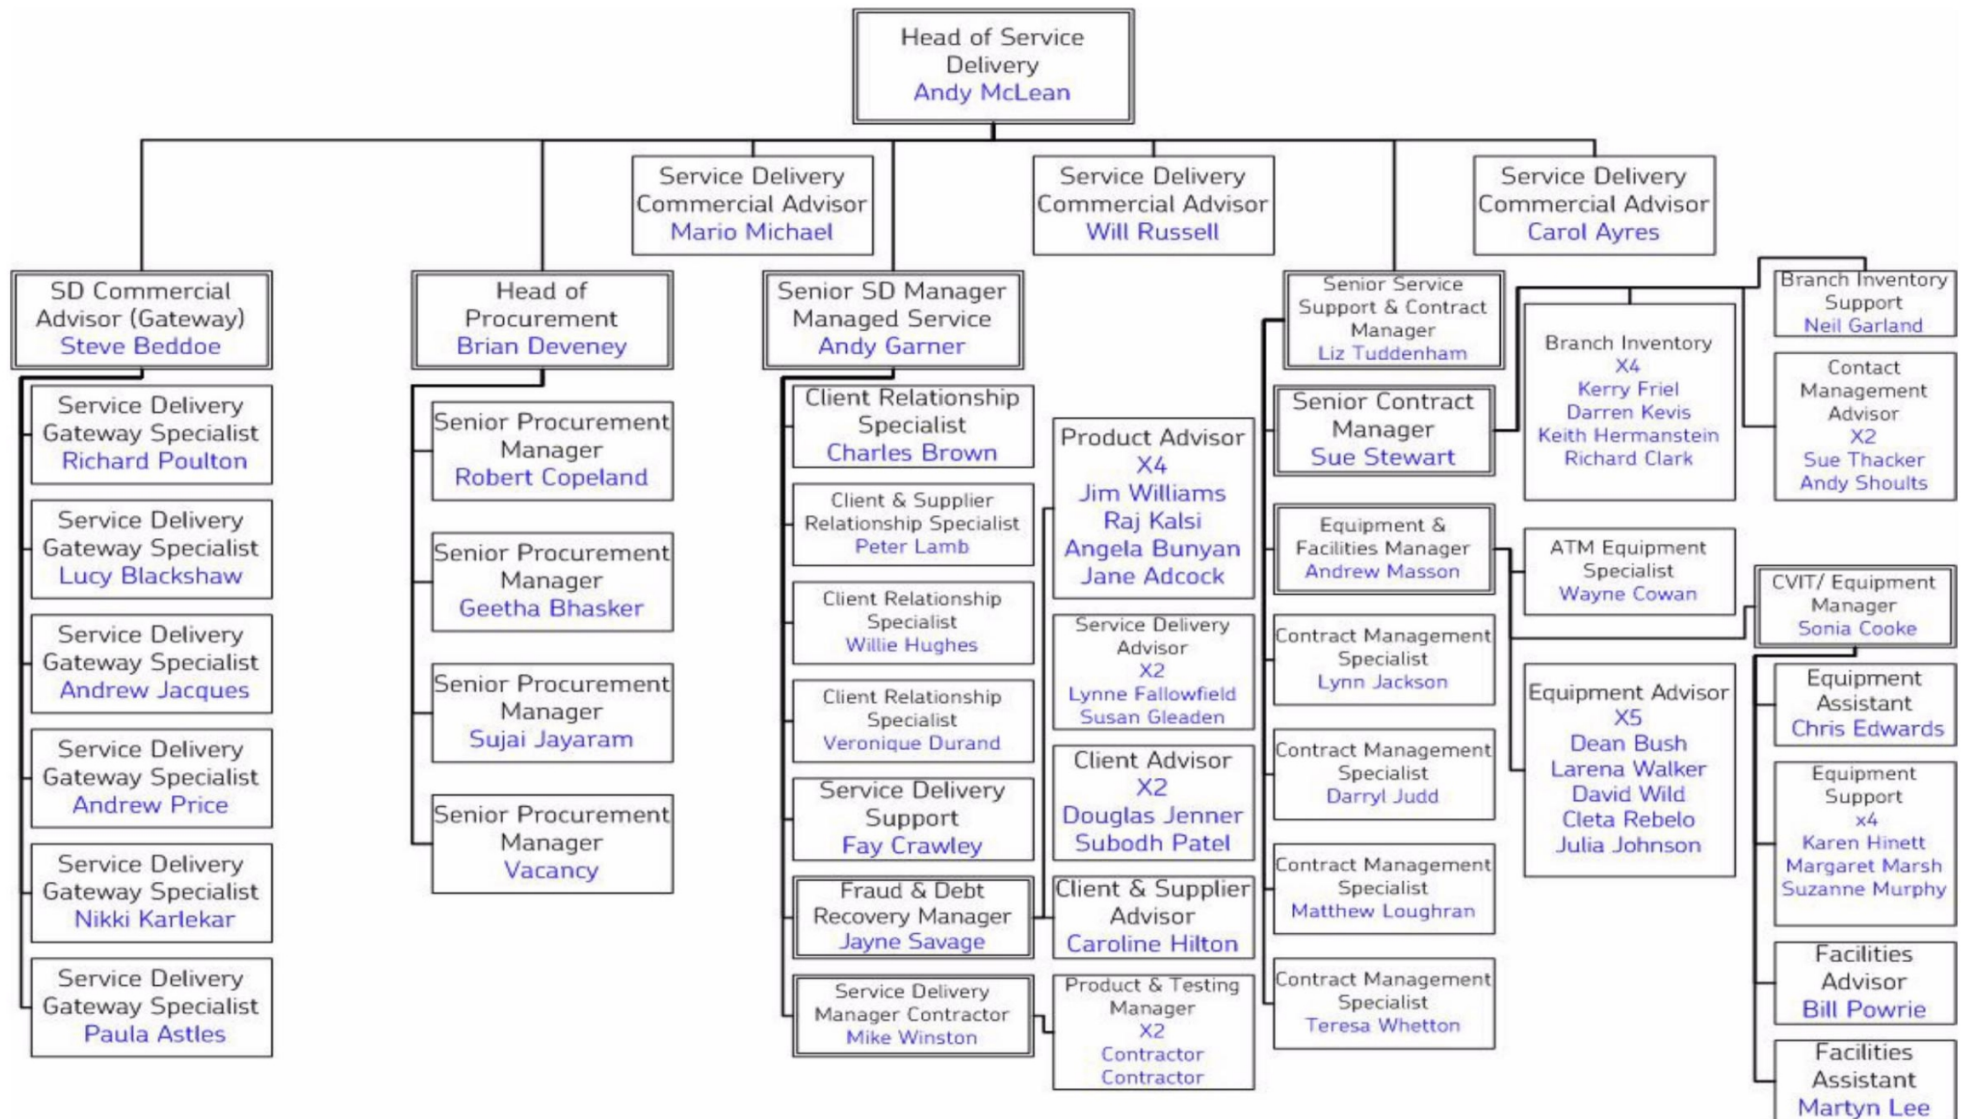 Head of Service
Delivery
Andy McLean
Service Delivery
Commercial Advisor
Mario Michael
Service Delivery
Commercial Advisor
Will Russell
Service Delivery
Commercial Advisor
Carol Ayres
SD Commercial
Advisor (Gateway)
Steve Beddoe
Service Delivery
Gateway Specialist
Richard Poulton
Service Delivery
Gateway Specialist
Lucy Blackshaw
Service Delivery
Gateway Specialist
Andrew Jacques
Service Delivery
Gateway Specialist
Andrew Price
Service Delivery
Gateway Specialist
Nikki Karlekar
Service Delivery
Gateway Specialist
Paula Astles
Head of
Procurement
Brian Deveney
Senior Procurement
Manager
Robert Copeland
Senior Procurement
Manager
Geetha Bhasker
Senior Procurement
Manager
Sujai Jayaram
Senior Procurement
Manager
Vacancy
Senior SD Manager
Managed Service
Andy Garner
Client Relationship
Specialist
Charles Brown
Client & Supplier
Relationship Specialist
Peter Lamb
Client Relationship
Specialist
Willie Hughes
Client Relationship
Specialist
Veronique Durand
Service Delivery
Support
Fay Crawley
Fraud & Debt
Recovery Manager
Jayne Savage
Service Delivery
Manager Contractor
Mike Winston
Product Advisor
X4
Jim Williams
Raj Kalsi
Angela Bunyan
Jane Adcock
Service Delivery
Advisor
X2
Lynne Fallowfield
Susan Gleaden
Client Advisor
X2
Douglas Jenner
Subodh Patel
Client & Supplier
Advisor
Caroline Hilton
Product & Testing
Manager
X2
Contractor
Contractor
Senior Service
Support & Contract
Manager
Liz Tuddenham
Senior Contract
Manager
Sue Stewart
Equipment &
Facilities Manager
Andrew Masson
Contract Management
Specialist
Lynn Jackson
Contract Management
Specialist
Darryl Judd
Contract Management
Specialist
Matthew Loughran
Contract Management
Specialist
Teresa Whetton
Branch Inventory
X4
Kerry Friel
Darren Kevis
Keith Hermanstein
Richard Clark
ATM Equipment
Specialist
Wayne Cowan
Equipment Advisor
X5
Dean Bush
Larena Walker
David Wild
Cleta Rebelo
Julia Johnson
Branch Inventory
Support
Neil Garland
Contact
Management
Advisor
X2
Sue Thacker
Andy Shoults
CVIT/ Equipment
Manager
Sonia Cooke
Equipment
Assistant
Chris Edwards
Equipment
Support
x4
Karen Hinett
Margaret Marsh
Suzanne Murphy
Facilities
Advisor
Bill Powrie
Facilities
Assistant
Martyn Lee